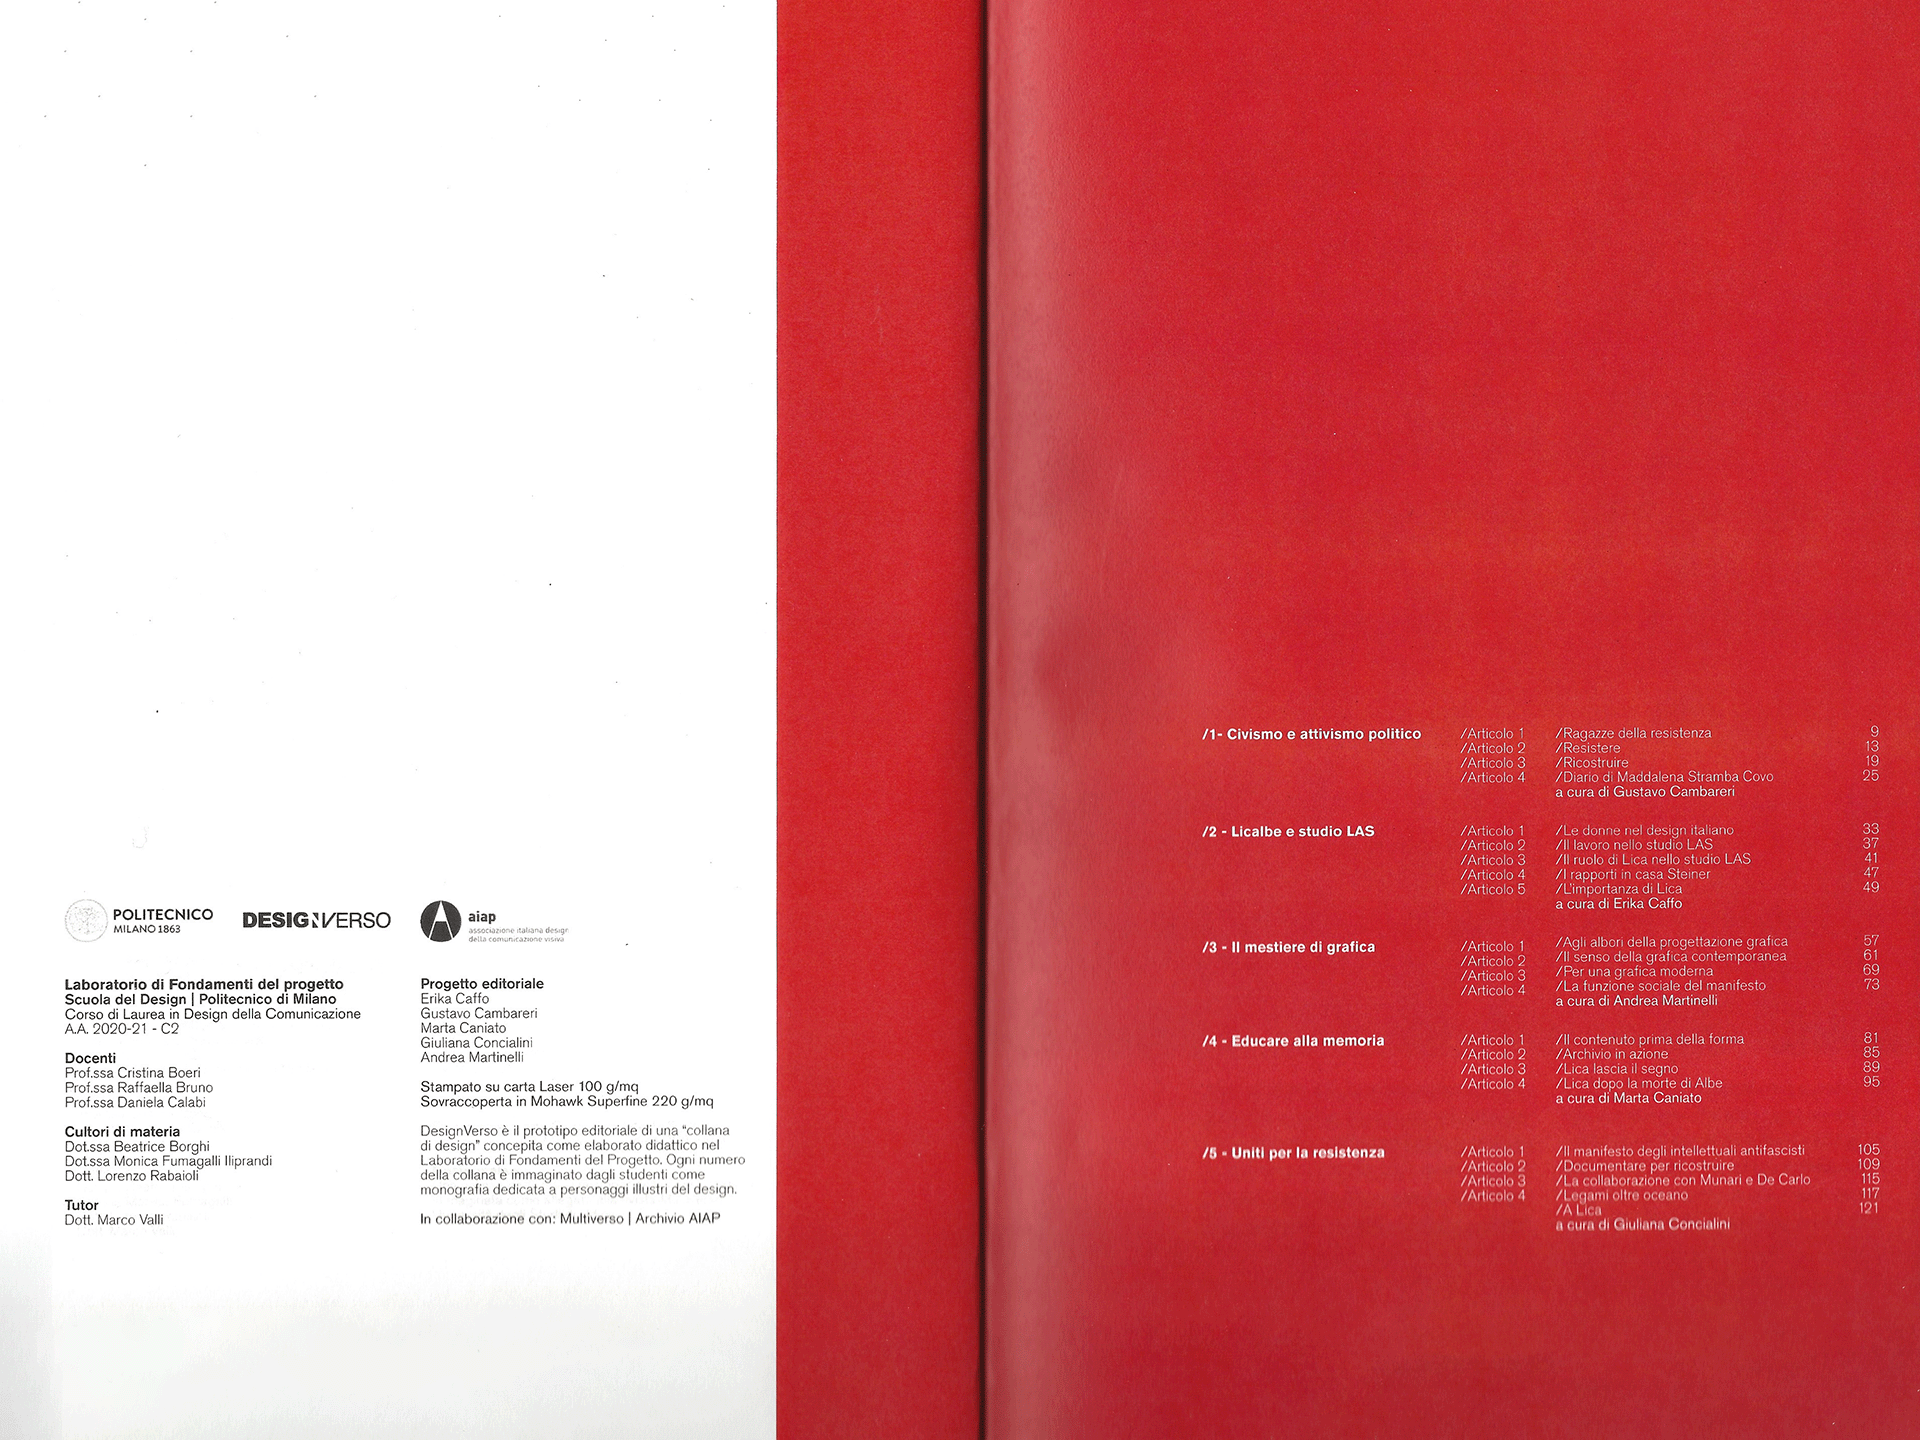 POLITECNICO
MILANO 1863
DESIGNVERSO
aiap
associazione italiana design
della comunicazione visiva
Laboratorio di Fondamenti del progetto
Scuola del Design | Politecnico di Milano
Corso di Laurea in Design della Comunicazione
A.A. 2020-21 - C2
Docenti
Prof.ssa Cristina Boeri
Prof.ssa Raffaella Bruno
Prof.ssa Daniela Calabi
Cultori di materia
Dot.ssa Beatrice Borghi
Dot.ssa Monica Fumagalli Iliprandi
Dott. Lorenzo Rabaioli
Tutor
Dott. Marco Valli
Progetto editoriale
Erika Caffo
Gustavo Cambareri
Marta Caniato
Giuliana Concialini
Andrea Martinelli
Stampato su carta Laser 100 g/mq
Sovraccoperta in Mohawk Superfine 220 g/mq
DesignVerso è il prototipo editoriale di una “collana
di design” concepita come elaborato didattico nel
Laboratorio di Fondamenti del Progetto. Ogni numero
della collana è immaginato dagli studenti come
monografia dedicata a personaggi illustri del design.
In collaborazione con: Multiverso | Archivio AIAP
/1- Civismo e attivismo politico /Articolo 1 /Ragazze della resistenza 9
/Articolo 2 /Resistere 13
/Articolo 3 /Ricostruire 19
/Articolo 4 /Diario di Maddalena Stramba Covo 25
a cura di Gustavo Cambareri
/2 - Licalbe e studio LAS /Articolo 1 /Le donne nel design italiano 33
/Articolo 2 /Il lavoro nello studio LAS 37
/Articolo 3 /Il ruolo di Lica nello studio LAS 41
/Articolo 4 /I rapporti in casa Steiner 47
/Articolo 5 /L'importanza di Lica 49
a cura di Erika Caffo
/3 - Il mestiere di grafica /Articolo 1 /Agli albori della progettazione grafica 57
/Articolo 2 /Il senso della grafica contemporanea 61
/Articolo 3 /Per una grafica moderna 69
/Articolo 4 /La funzione sociale del manifesto 73
a cura di Andrea Martinelli
/4 - Educare alla memoria /Articolo 1 /Il contenuto prima della forma 81
/Articolo 2 /Archivio in azione 85
/Articolo 3 /Lica lascia il segno 89
/Articolo 4 /Lica dopo la morte di Albe 95
a cura di Marta Caniato
/5 - Uniti per la resistenza /Articolo 1 /Il manifesto degli intellettuali antifascisti 105
/Articolo 2 /Documentare per ricostruire 109
/Articolo 3 /La collaborazione con Munari e De Carlo 115
/Articolo 4 /Legami oltre oceano 117
/A Lica 121
a cura di Giuliana Concialini